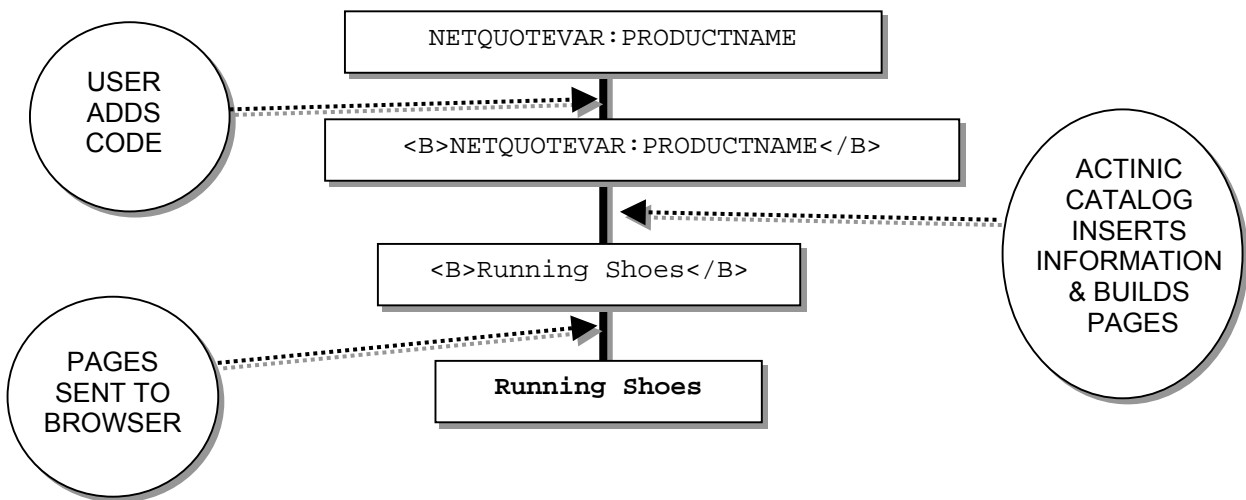 NETQUOTEVAR:PRODUCTNAME
USER
ADDS
CODE
<B>NETQUOTEVAR:PRODUCTNAME</B>
ACTINIC
CATALOG
INSERTS
INFORMATION
& BUILDS
PAGES
<B>Running Shoes</B>
PAGES
SENT TO
BROWSER
Running Shoes